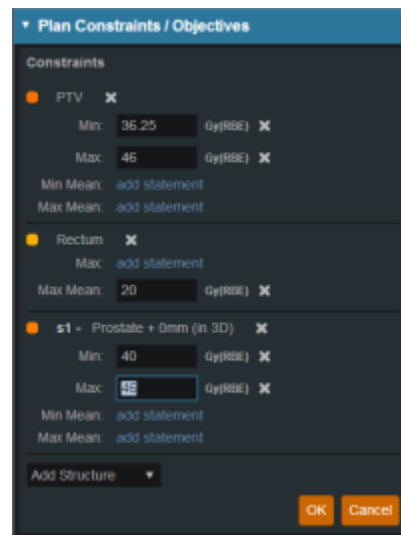 ▾ Plan Constraints / Objectives
Constraints
PTV ✖
Min: 36.25 Gy(RBE) ✖
Max: 46 Gy(RBE) ✖
Min Mean: add statement
Max Mean: add statement
Rectum ✖
Max: add statement
Max Mean: 20 Gy(RBE) ✖
s1 - Prostate + 0mm (in 3D) ✖
Min: 40 Gy(RBE) ✖
Max: Gy(RBE) ✖
Min Mean: add statement
Max Mean: add statement
Add Structure ▼
OK Cancel